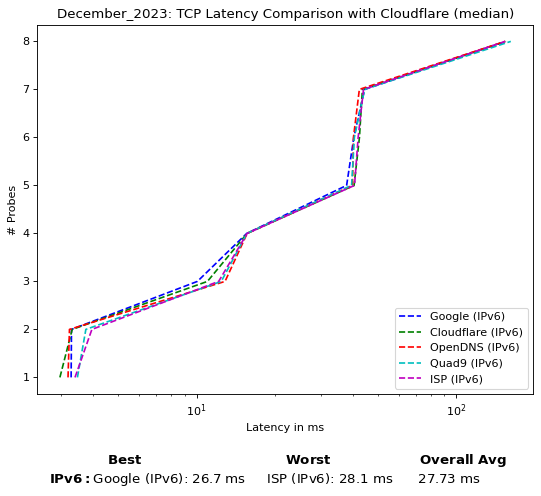 December_2023: TCP Latency Comparison with Cloudflare (median)
8
7
6
5
4
3
2
1
# Probes
Google (IPv6)
Cloudflare (IPv6)
OpenDNS (IPv6)
Quad9 (IPv6)
ISP (IPv6)
10¹ 10²
Latency in ms
Best Worst Overall Avg
IPv6: Google (IPv6): 26.7 ms ISP (IPv6): 28.1 ms 27.73 ms